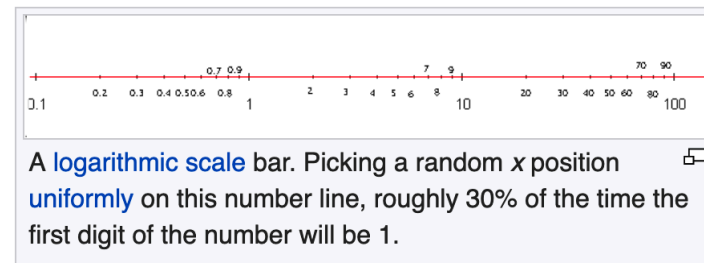 0.7 0.9 7 9 70 90
0.2 0.3 0.4 0.5 0.6 0.8 2 3 4 5 6 8 20 30 40 50 60 80
0.1 1 10 100
A logarithmic scale bar. Picking a random x position
uniformly on this number line, roughly 30% of the time the
first digit of the number will be 1.